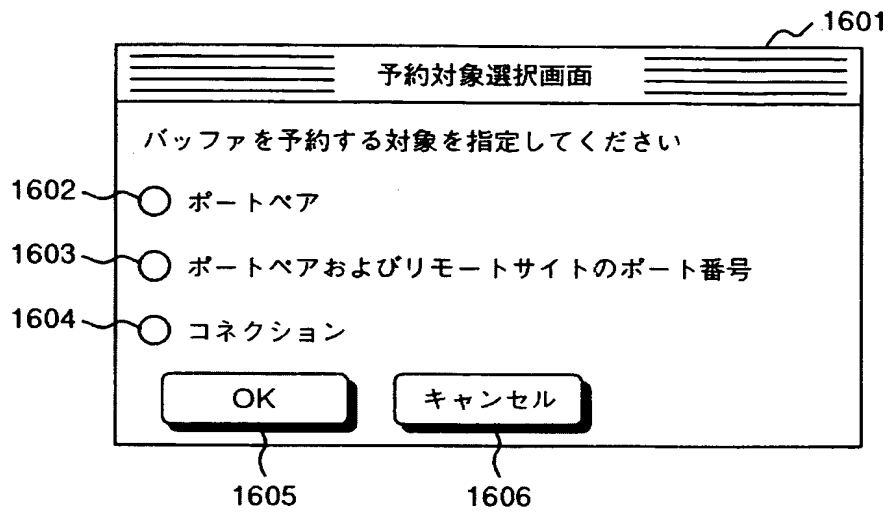 1601
予約対象選択画面
バッファを予約する対象を指定してください
1602
ポートペア
1603
ポートペアおよびリモートサイトのポート番号
1604
コネクション
OK
キャンセル
1605
1606